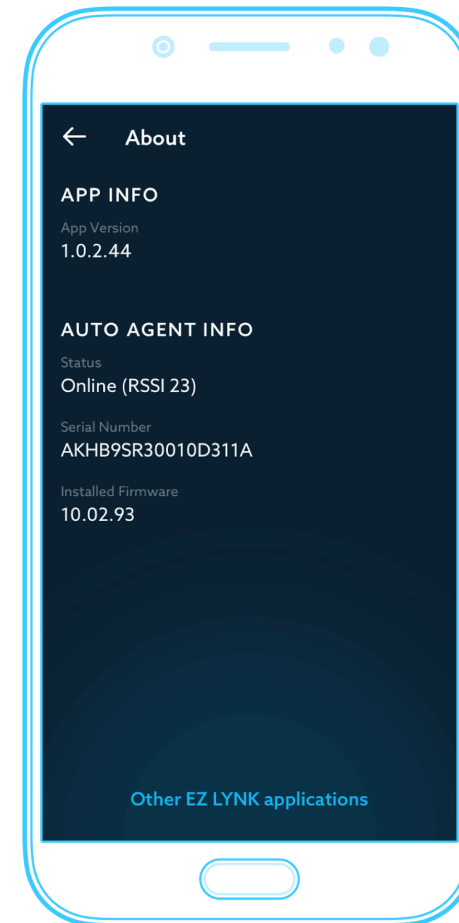 About
APP INFO
App Version
1.0.2.44
AUTO AGENT INFO
Status
Online (RSSI 23)
Serial Number
AKHB9SR30010D311A
Installed Firmware
10.02.93
Other EZ LYNK applications